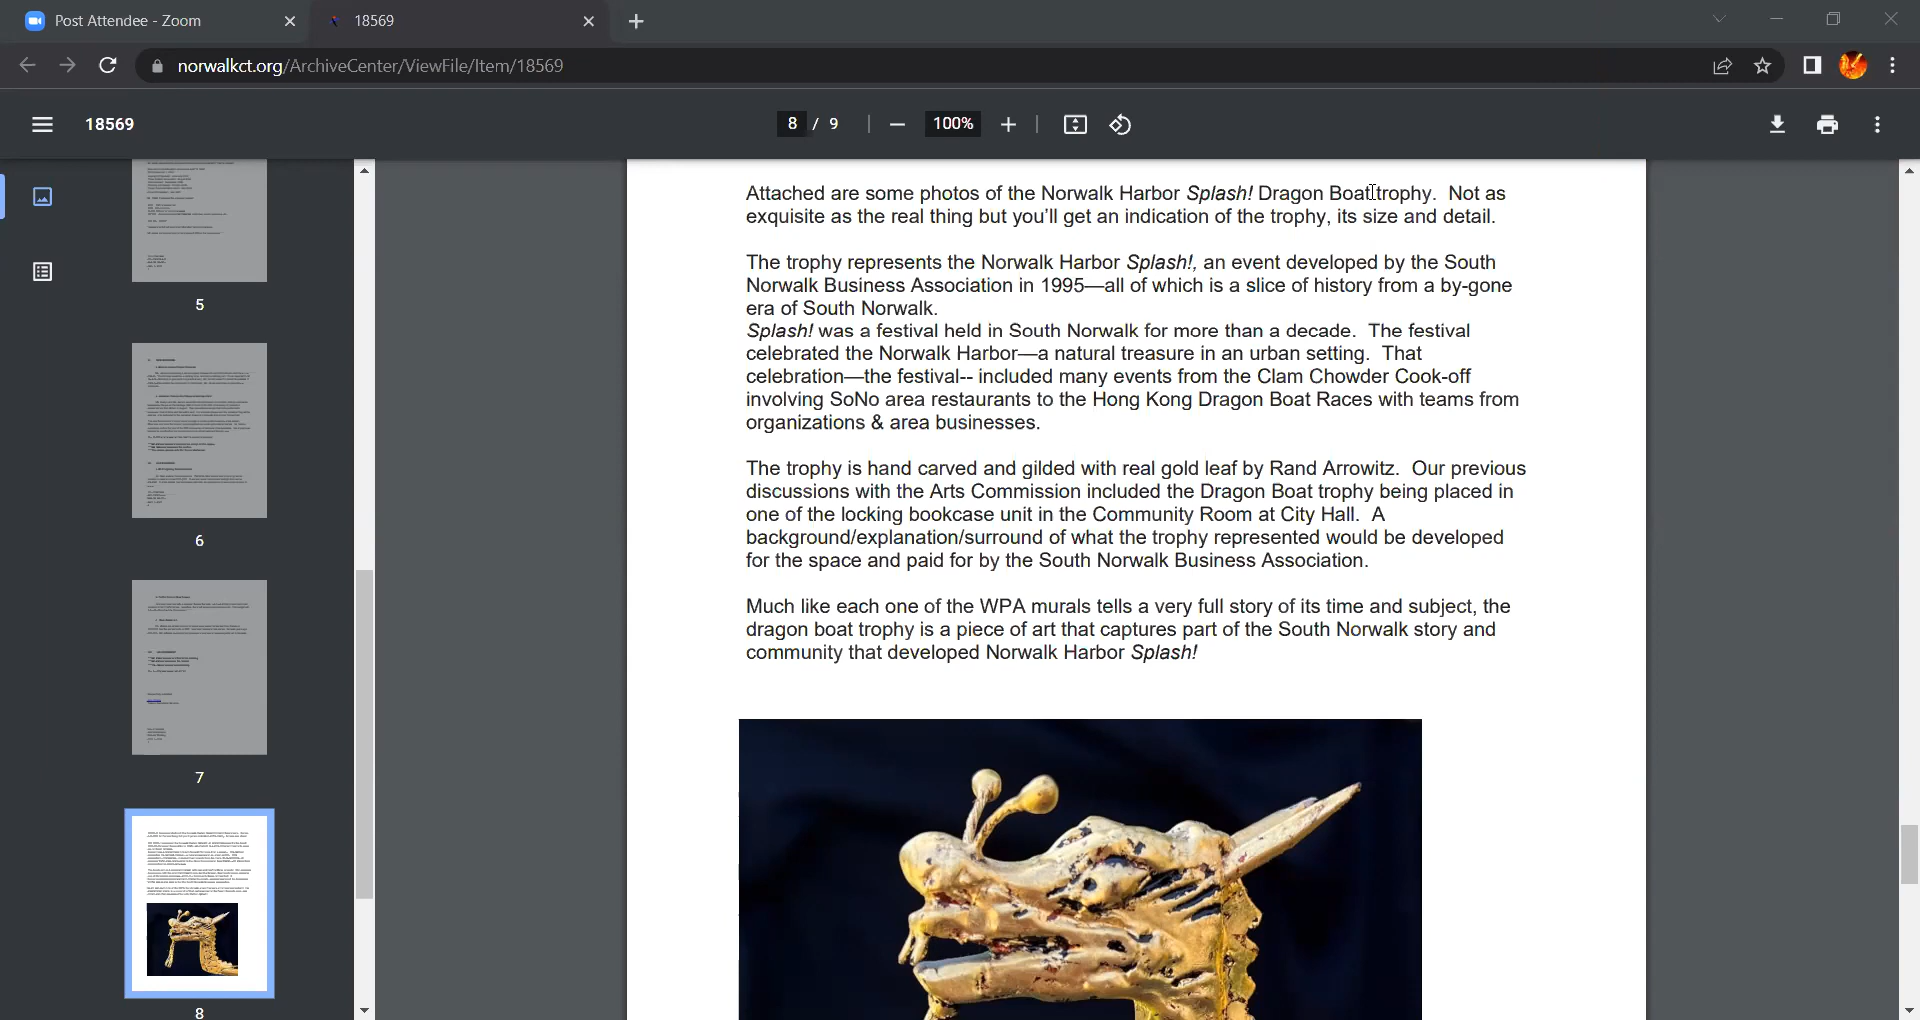 Post Attendee - Zoom
18569
norwalkct.org/ArchiveCenter/ViewFile/Item/18569
18569
8 / 9
100%
5
6
7
8
Attached are some photos of the Norwalk Harbor Splash! Dragon Boat trophy. Not as
exquisite as the real thing but you'll get an indication of the trophy, its size and detail.
The trophy represents the Norwalk Harbor Splash!, an event developed by the South
Norwalk Business Association in 1995—all of which is a slice of history from a by-gone
era of South Norwalk.
Splash! was a festival held in South Norwalk for more than a decade. The festival
celebrated the Norwalk Harbor—a natural treasure in an urban setting. That
celebration—the festival-- included many events from the Clam Chowder Cook-off
involving SoNo area restaurants to the Hong Kong Dragon Boat Races with teams from
organizations & area businesses.
The trophy is hand carved and gilded with real gold leaf by Rand Arrowitz. Our previous
discussions with the Arts Commission included the Dragon Boat trophy being placed in
one of the locking bookcase unit in the Community Room at City Hall. A
background/explanation/surround of what the trophy represented would be developed
for the space and paid for by the South Norwalk Business Association.
Much like each one of the WPA murals tells a very full story of its time and subject, the
dragon boat trophy is a piece of art that captures part of the South Norwalk story and
community that developed Norwalk Harbor Splash!